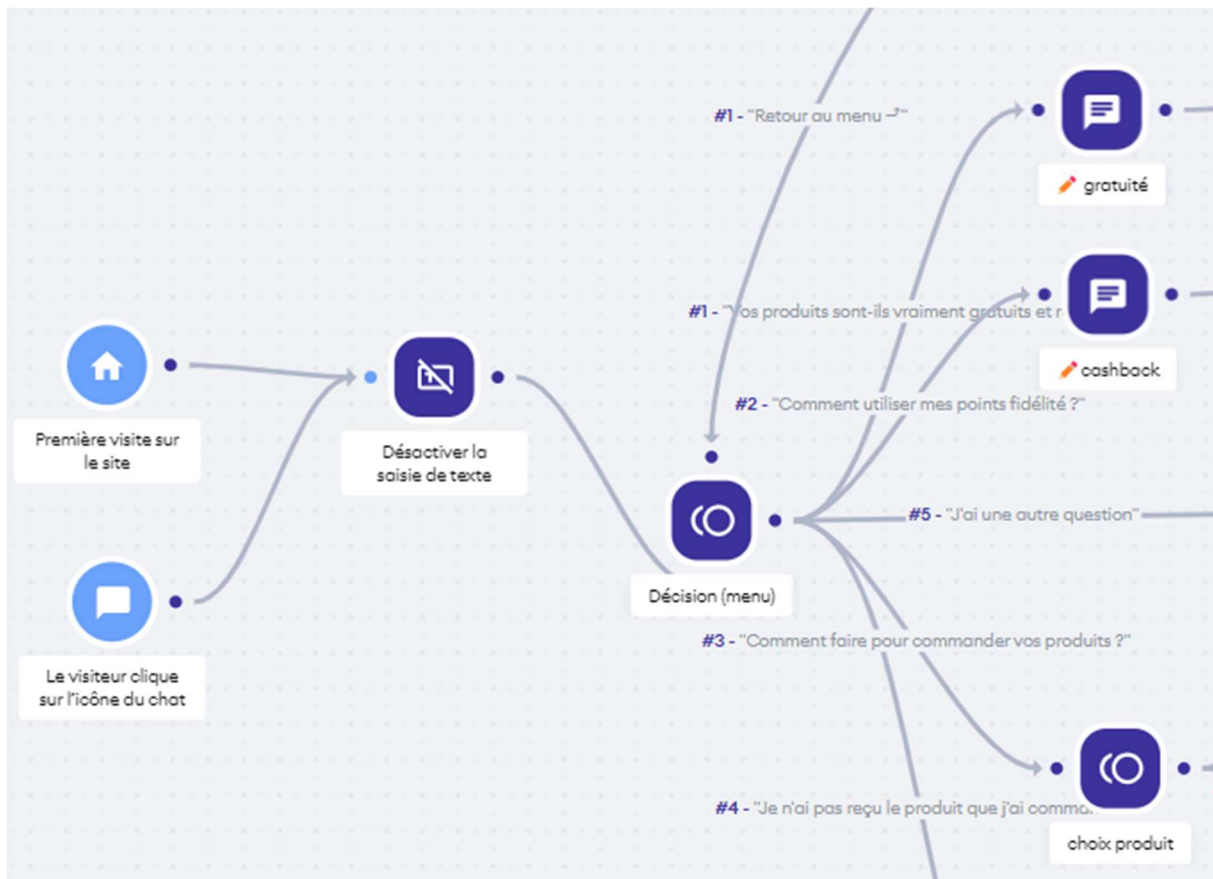 #1 - "Retour au menu ⤴"
gratuité
#1 - "Vos produits sont-ils vraiment gratuits et
cashback
#2 - "Comment utiliser mes points fidélité ?"
Première visite sur
le site
Désactiver la
saisie de texte
#5 - "J'ai une autre question"
Décision (menu)
#3 - "Comment faire pour commander vos produits ?"
Le visiteur clique
sur l'icône du chat
#4 - "Je n'ai pas reçu le produit que j'ai
choix produit